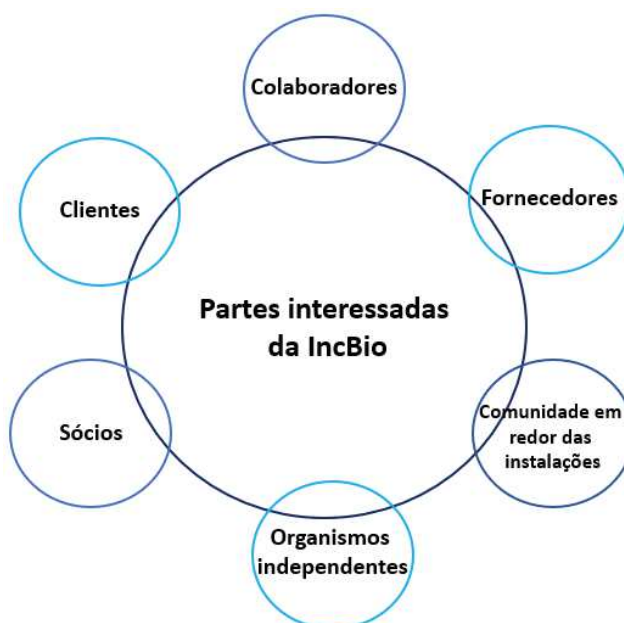 Colaboradores
Clientes
Fornecedores
Partes interessadas
da IncBio
Sócios
Comunidade em
redor das
instalações
Organismos
independentes